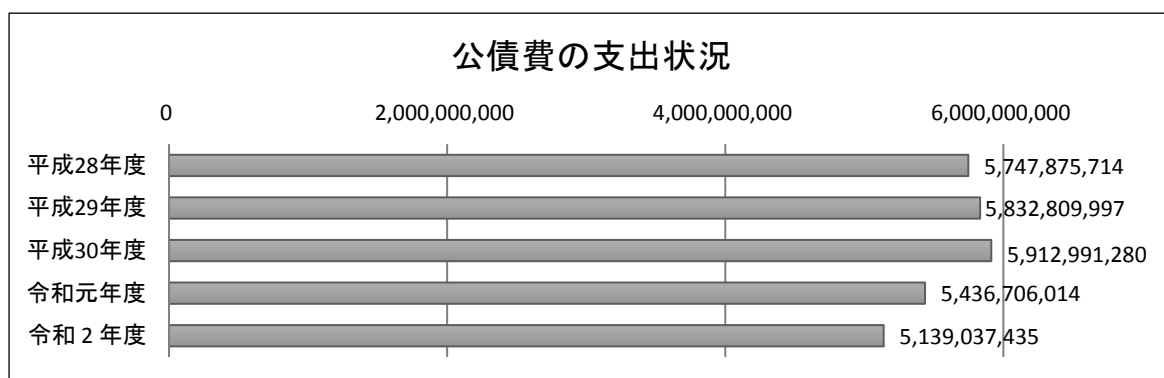 公債費の支出状況
0 2,000,000,000 4,000,000,000 6,000,000,000
平成28年度 5,747,875,714
平成29年度 5,832,809,997
平成30年度 5,912,991,280
令和元年度 5,436,706,014
令和２年度 5,139,037,435